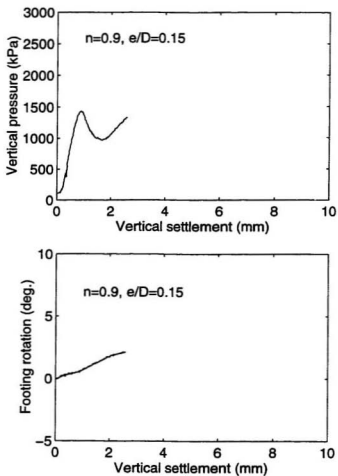 3000
2500
2000
1500
1000
500
0
Vertical pressure (kPa)
n=0.9, e/D=0.15
0 2 4 6 8 10
Vertical settlement (mm)
10
5
0
−5
Footing rotation (deg.)
n=0.9, e/D=0.15
0 2 4 6 8 10
Vertical settlement (mm)